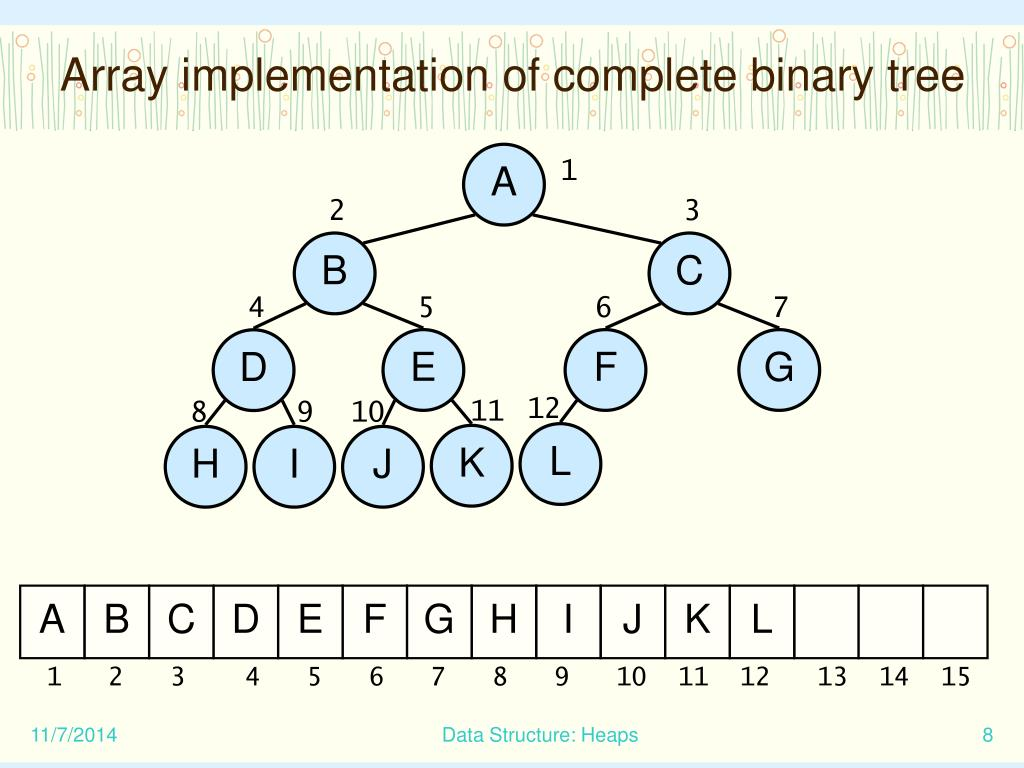 Array implementation of complete binary tree
A 1
2 3
B C
4 5 6 7
D E F G
8 9 10 11 12
H I J K L
A B C D E F G H I J K L
1 2 3 4 5 6 7 8 9 10 11 12 13 14 15
11/7/2014 Data Structure: Heaps 8